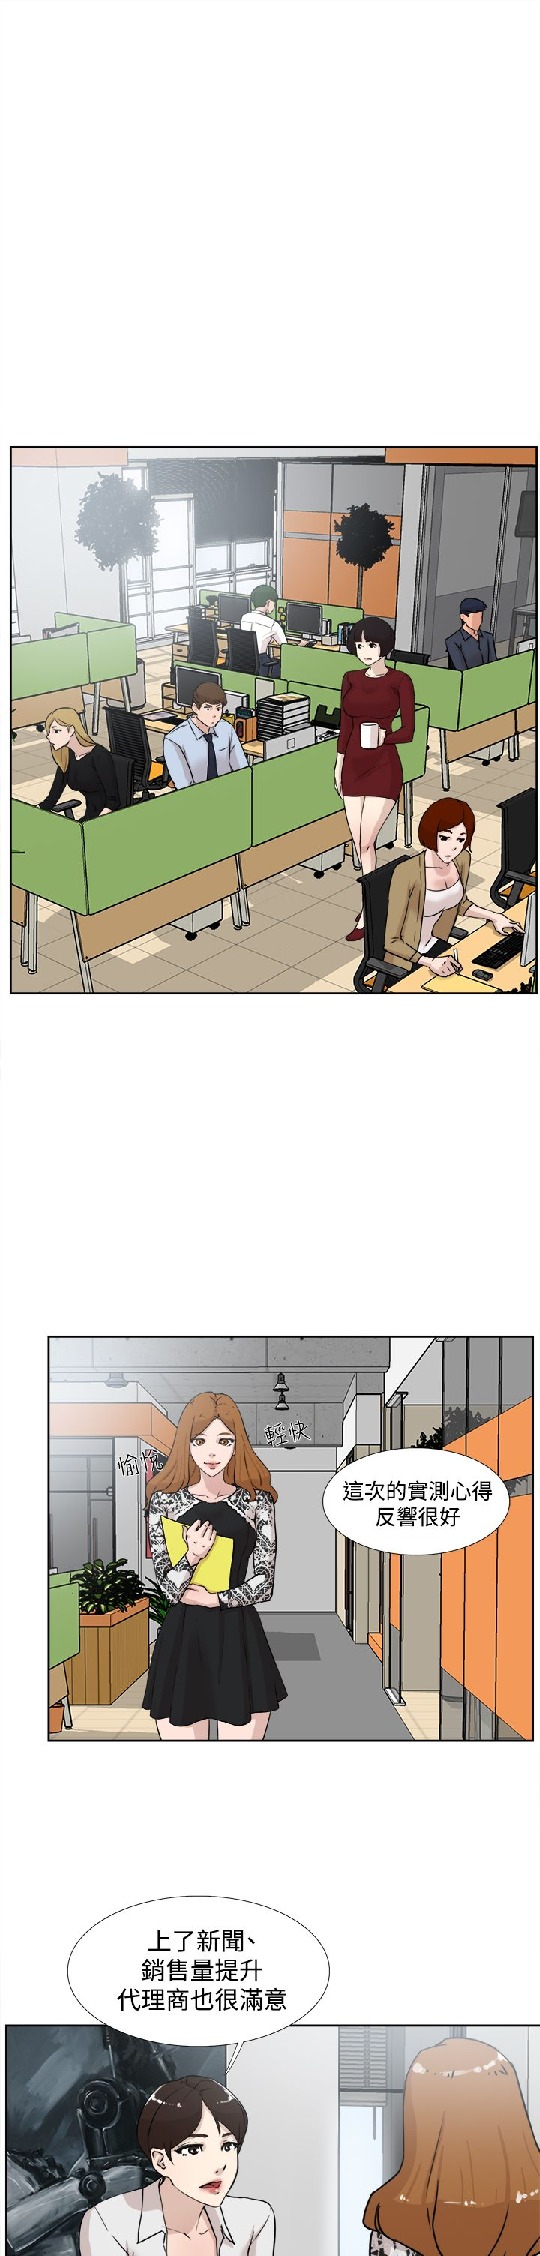 輕快
愉悅
這次的實測心得
反響很好
上了新聞、
銷售量提升
代理商也很滿意